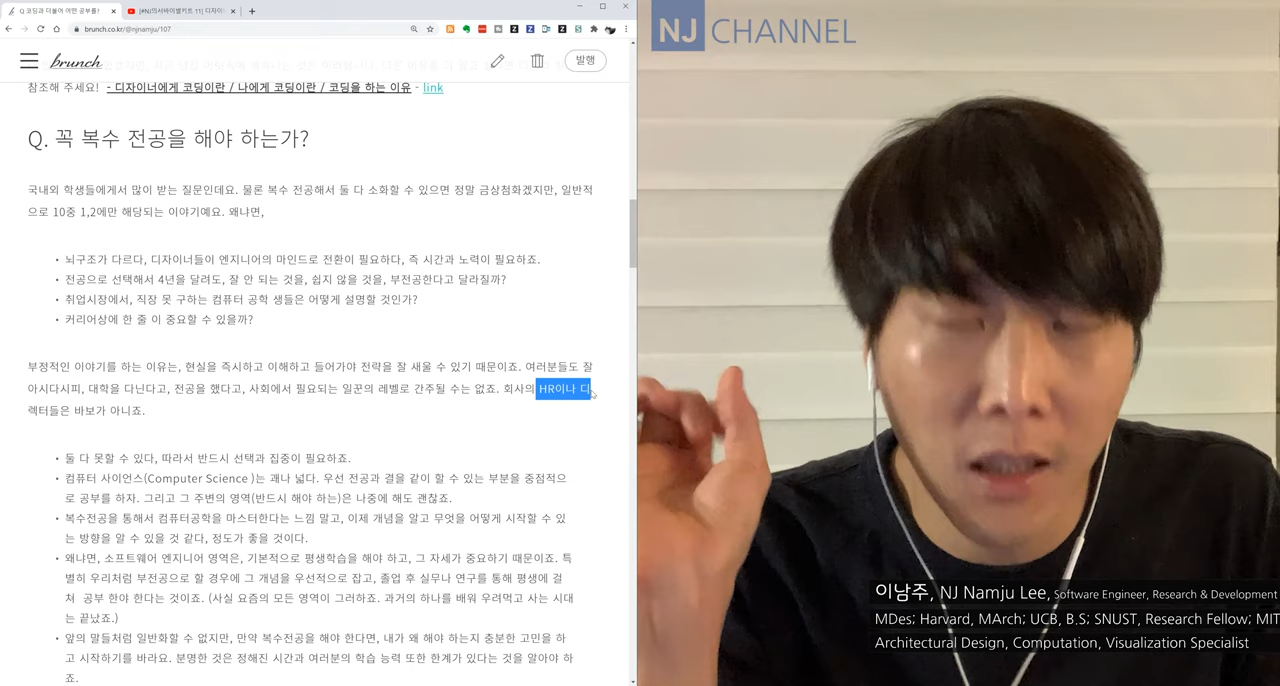 Q 코딩과 더불어 어떤 공부를?
[#NJ의서바이벌키트 11] 디자이
brunch.co.kr/@njnamju/107
brunch
발행
참조해 주세요! - 디자이너에게 코딩이란 / 나에게 코딩이란 / 코딩을 하는 이유 - link
Q. 꼭 복수 전공을 해야 하는가?
국내외 학생들에게서 많이 받는 질문인데요. 물론 복수 전공해서 둘 다 소화할 수 있으면 정말 금상첨화겠지만, 일반적
으로 10중 1,2에만 해당되는 이야기예요. 왜냐면,
• 뇌구조가 다르다, 디자이너들이 엔지니어의 마인드로 전환이 필요하다, 즉 시간과 노력이 필요하죠.
• 전공으로 선택해서 4년을 달려도, 잘 안 되는 것을, 쉽지 않을 것을, 부전공한다고 달라질까?
• 취업시장에서, 직장 못 구하는 컴퓨터 공학 생들은 어떻게 설명할 것인가?
• 커리어상에 한 줄 이 중요할 수 있을까?
부정적인 이야기를 하는 이유는, 현실을 즉시하고 이해하고 들어가야 전략을 잘 새울 수 있기 때문이죠. 여러분들도 잘
아시다시피, 대학을 다닌다고, 전공을 했다고, 사회에서 필요되는 일꾼의 레벨로 간주될 수는 없죠. 회사의 HR이나 디
렉터들은 바보가 아니죠.
• 둘 다 못할 수 있다, 따라서 반드시 선택과 집중이 필요하죠.
• 컴퓨터 사이언스(Computer Science )는 괘나 넓다. 우선 전공과 결을 같이 할 수 있는 부분을 중점적으
로 공부를 하자. 그리고 그 주변의 영역(반드시 해야 하는)은 나중에 해도 괜찮죠.
• 복수전공을 통해서 컴퓨터공학을 마스터한다는 느낌 말고, 이제 개념을 알고 무엇을 어떻게 시작할 수 있
는 방향을 알 수 있을 것 같다, 정도가 좋을 것이다.
• 왜냐면, 소프트웨어 엔지니어 영역은, 기본적으로 평생학습을 해야 하고, 그 자세가 중요하기 때문이죠. 특
별히 우리처럼 부전공으로 할 경우에 그 개념을 우선적으로 잡고, 졸업 후 실무나 연구를 통해 평생에 걸
쳐 공부 한야 한다는 것이죠. (사실 요즘의 모든 영역이 그러하죠. 과거의 하나를 배워 우려먹고 사는 시대
는 끝났죠.)
• 앞의 말들처럼 일반화할 수 없지만, 만약 복수전공을 해야 한다면, 내가 왜 해야 하는지 충분한 고민을 하
고 시작하기를 바라요. 분명한 것은 정해진 시간과 여러분의 학습 능력 또한 한계가 있다는 것을 알아야 하
죠.
NJ CHANNEL
이남주, NJ Namju Lee, Software Engineer, Research & Development
MDes; Harvard, MArch; UCB, B.S; SNUST, Research Fellow; MIT
Architectural Design, Computation, Visualization Specialist